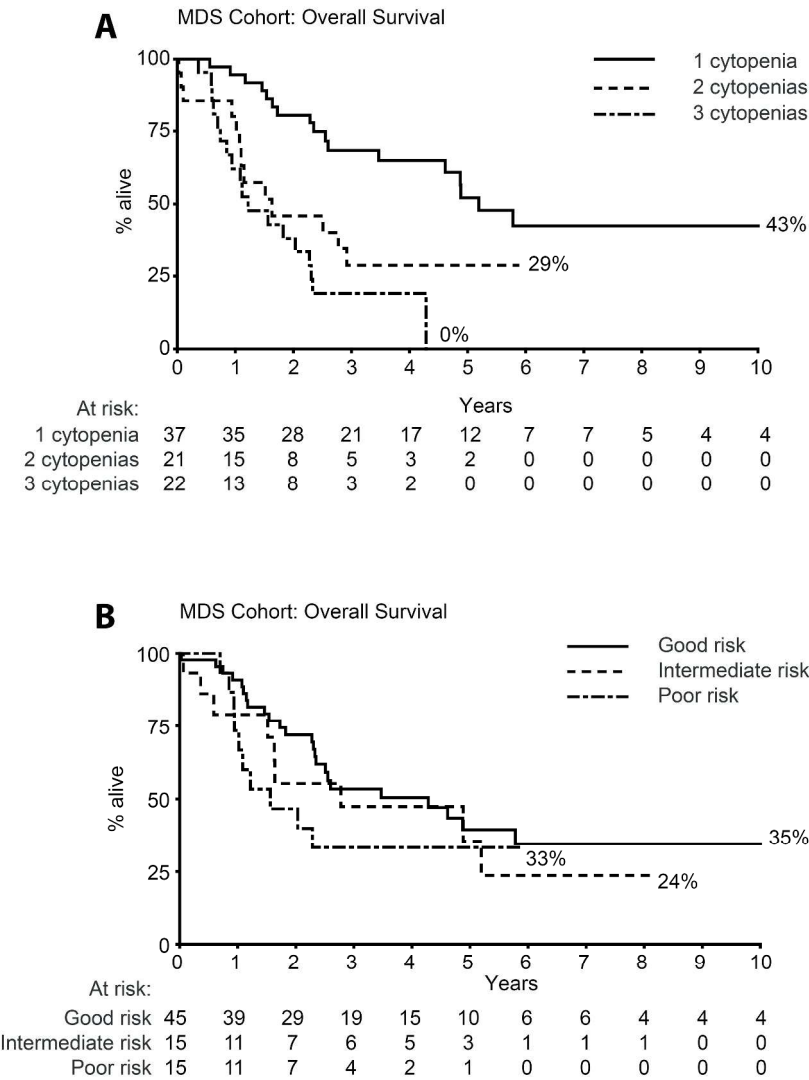 A
MDS Cohort: Overall Survival
1 cytopenia
2 cytopenias
3 cytopenias
% alive
100
75
50
25
0
43%
29%
0%
0 1 2 3 4 5 6 7 8 9 10
Years
At risk:
1 cytopenia 37 35 28 21 17 12 7 7 5 4 4
2 cytopenias 21 15 8 5 3 2 0 0 0 0 0
3 cytopenias 22 13 8 3 2 0 0 0 0 0 0
B
MDS Cohort: Overall Survival
Good risk
Intermediate risk
Poor risk
% alive
100
75
50
25
0
35%
33%
24%
0 1 2 3 4 5 6 7 8 9 10
Years
At risk:
Good risk 45 39 29 19 15 10 6 6 4 4 4
Intermediate risk 15 11 7 6 5 3 1 1 1 0 0
Poor risk 15 11 7 4 2 1 0 0 0 0 0